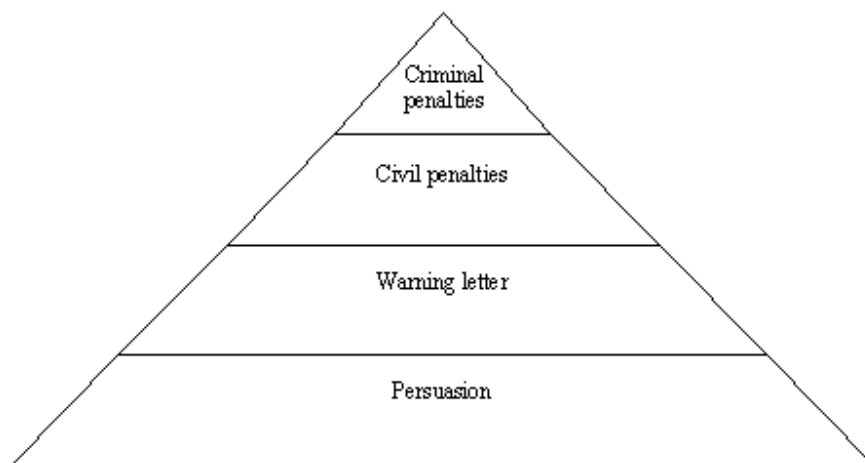 Criminal
penalties
Civil penalties
Warning letter
Persuasion